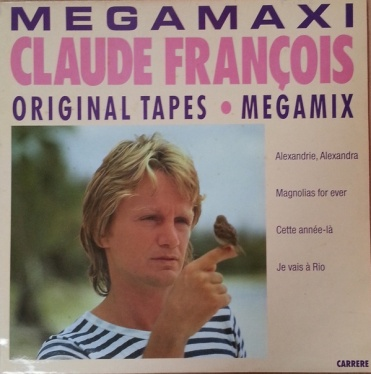 MEGAMAXI
CLAUDE FRANÇOIS
ORIGINAL TAPES • MEGAMIX
Alexandrie, Alexandra
Magnolias for ever
Cette année-là
Je vais à Rio
CARRERE